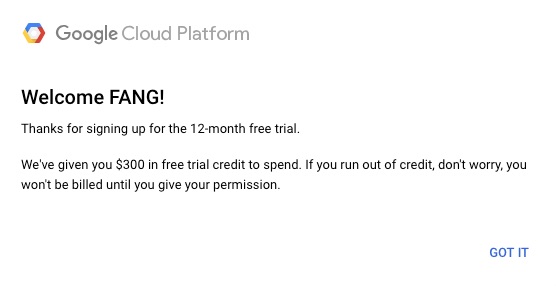 Google Cloud Platform
Welcome FANG!
Thanks for signing up for the 12-month free trial.
We've given you $300 in free trial credit to spend. If you run out of credit, don't worry, you
won't be billed until you give your permission.
GOT IT